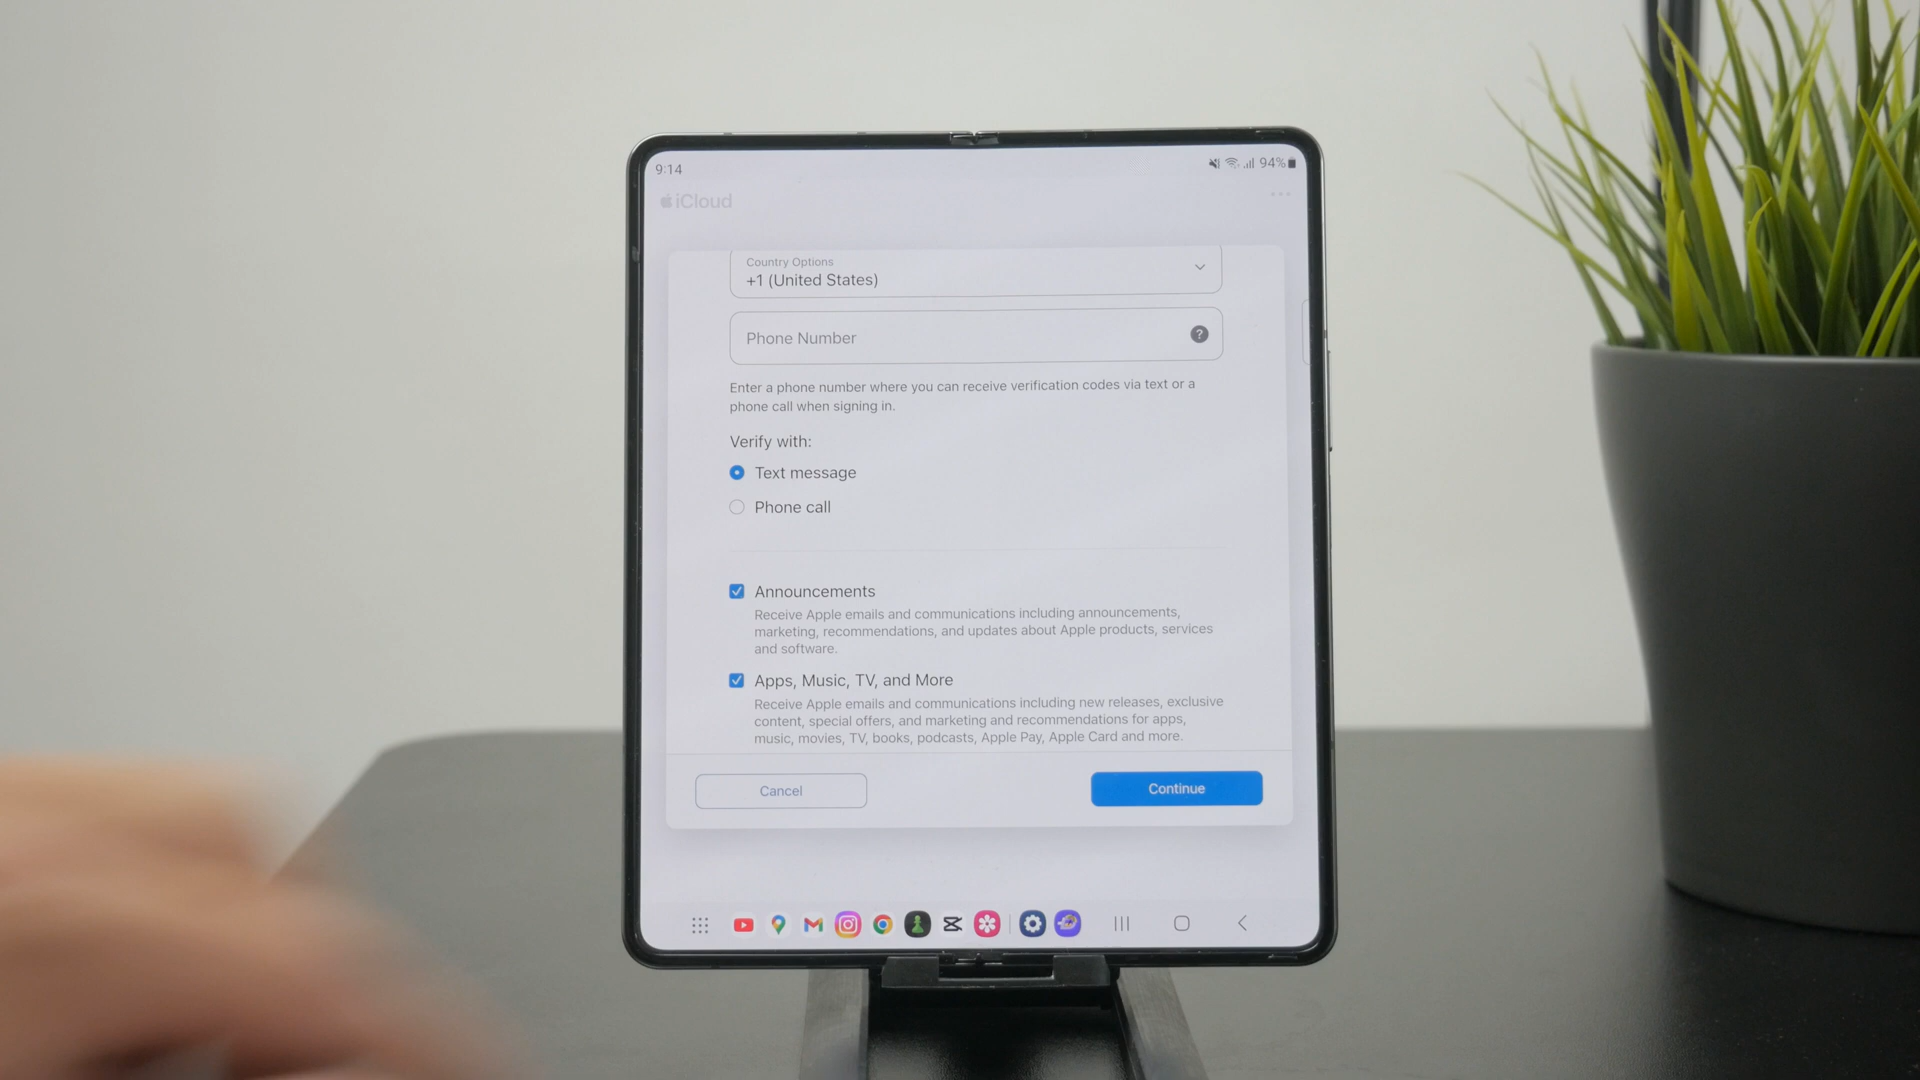 9:14
94%
iCloud
Country Options
+1 (United States)
Phone Number
?
Enter a phone number where you can receive verification codes via text or a
phone call when signing in.
Verify with:
Text message
Phone call
Announcements
Receive Apple emails and communications including announcements,
marketing, recommendations, and updates about Apple products, services
and software.
Apps, Music, TV, and More
Receive Apple emails and communications including new releases, exclusive
content, special offers, and marketing and recommendations for apps,
music, movies, TV, books, podcasts, Apple Pay, Apple Card and more.
Cancel
Continue